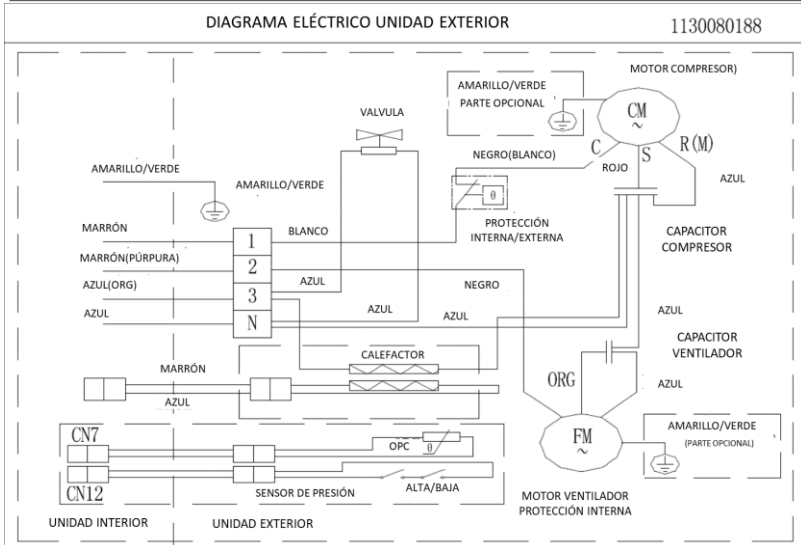 DIAGRAMA ELÉCTRICO UNIDAD EXTERIOR
1130080188
MOTOR COMPRESOR)
AMARILLO/VERDE
PARTE OPCIONAL
CM
~
VALVULA
C
S
R(M)
NEGRO(BLANCO)
ROJO
AZUL
AMARILLO/VERDE
AMARILLO/VERDE
θ
PROTECCIÓN
INTERNA/EXTERNA
CAPACITOR
COMPRESOR
MARRÓN
1
BLANCO
MARRÓN(PÚRPURA)
2
AZUL(ORG)
3
AZUL
NEGRO
AZUL
N
AZUL
AZUL
AZUL
CAPACITOR
VENTILADOR
CALEFACTOR
MARRÓN
AZUL
ORG
AZUL
CN7
OPC
θ
FM
~
AMARILLO/VERDE
(PARTE OPCIONAL)
CN12
SENSOR DE PRESIÓN
ALTA/BAJA
MOTOR VENTILADOR
PROTECCIÓN INTERNA
UNIDAD INTERIOR
UNIDAD EXTERIOR